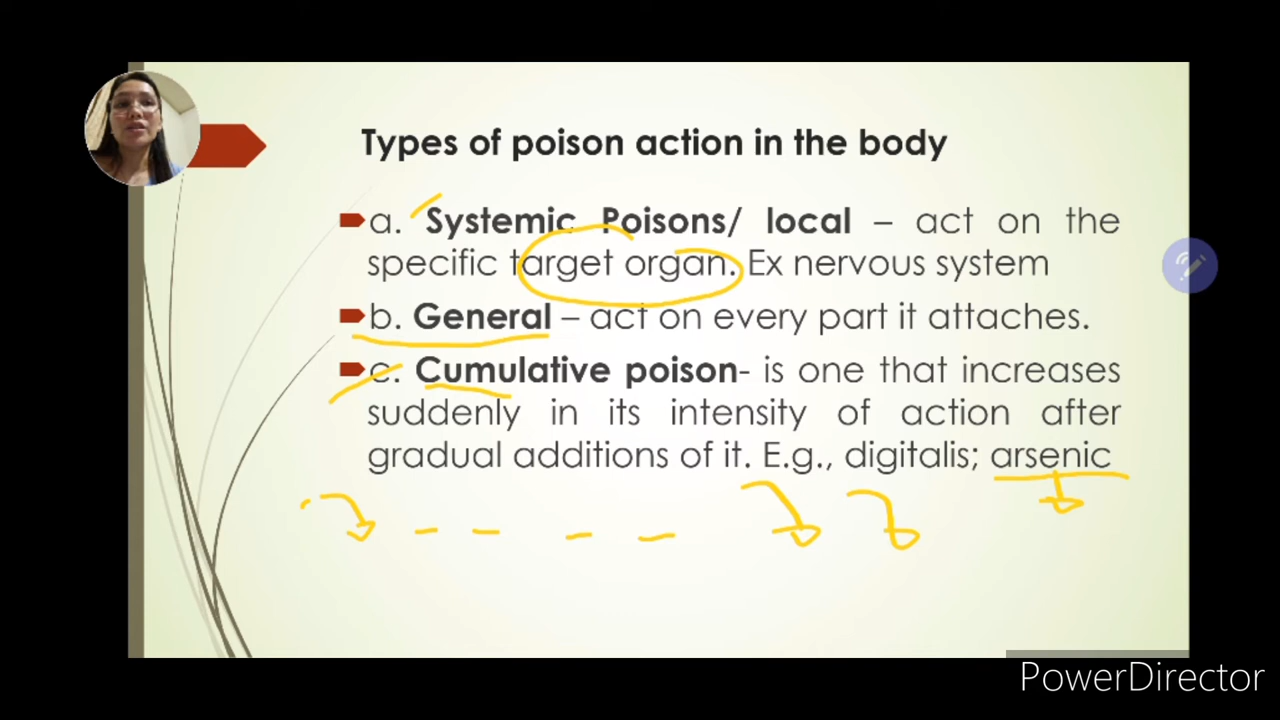 Types of poison action in the body
a. Systemic Poisons/ local – act on the
specific target organ. Ex nervous system
b. General – act on every part it attaches.
c. Cumulative poison- is one that increases
suddenly in its intensity of action after
gradual additions of it. E.g., digitalis; arsenic
PowerDirector